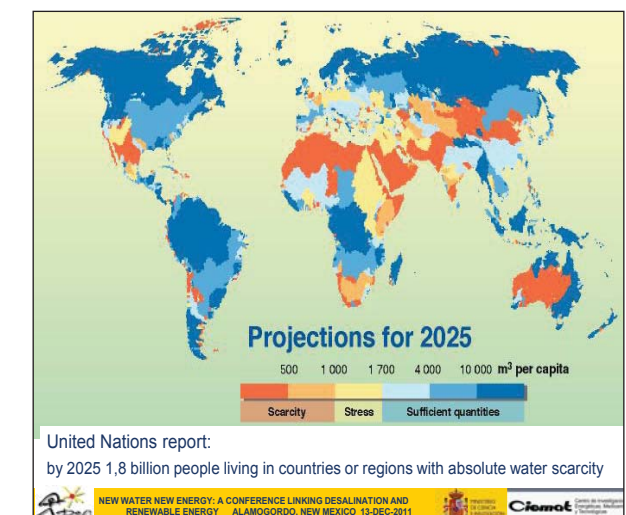 Projections for 2025
500 1 000 1 700 4 000 10 000 m³ per capita
Scarcity Stress Sufficient quantities
United Nations report:
by 2025 1,8 billion people living in countries or regions with absolute water scarcity
NEW WATER NEW ENERGY: A CONFERENCE LINKING DESALINATION AND
RENEWABLE ENERGY ALAMOGORDO, NEW MEXICO 13-DEC-2011
Ciemat